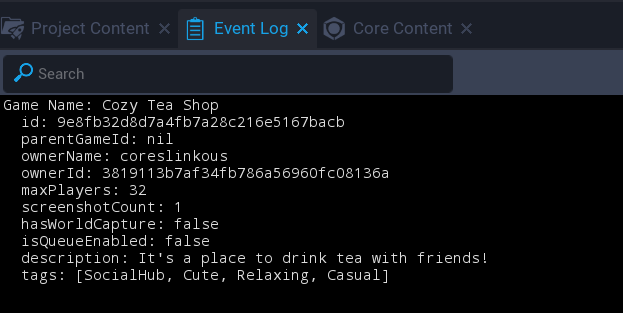 Project Content
Event Log
Core Content
Search
Game Name: Cozy Tea Shop
id: 9e8fb32d8d7a4fb7a28c216e5167bacb
parentGameId: nil
ownerName: coreslinkous
ownerId: 3819113b7af34fb786a56960fc08136a
maxPlayers: 32
screenshotCount: 1
hasWorldCapture: false
isQueueEnabled: false
description: It's a place to drink tea with friends!
tags: [SocialHub, Cute, Relaxing, Casual]